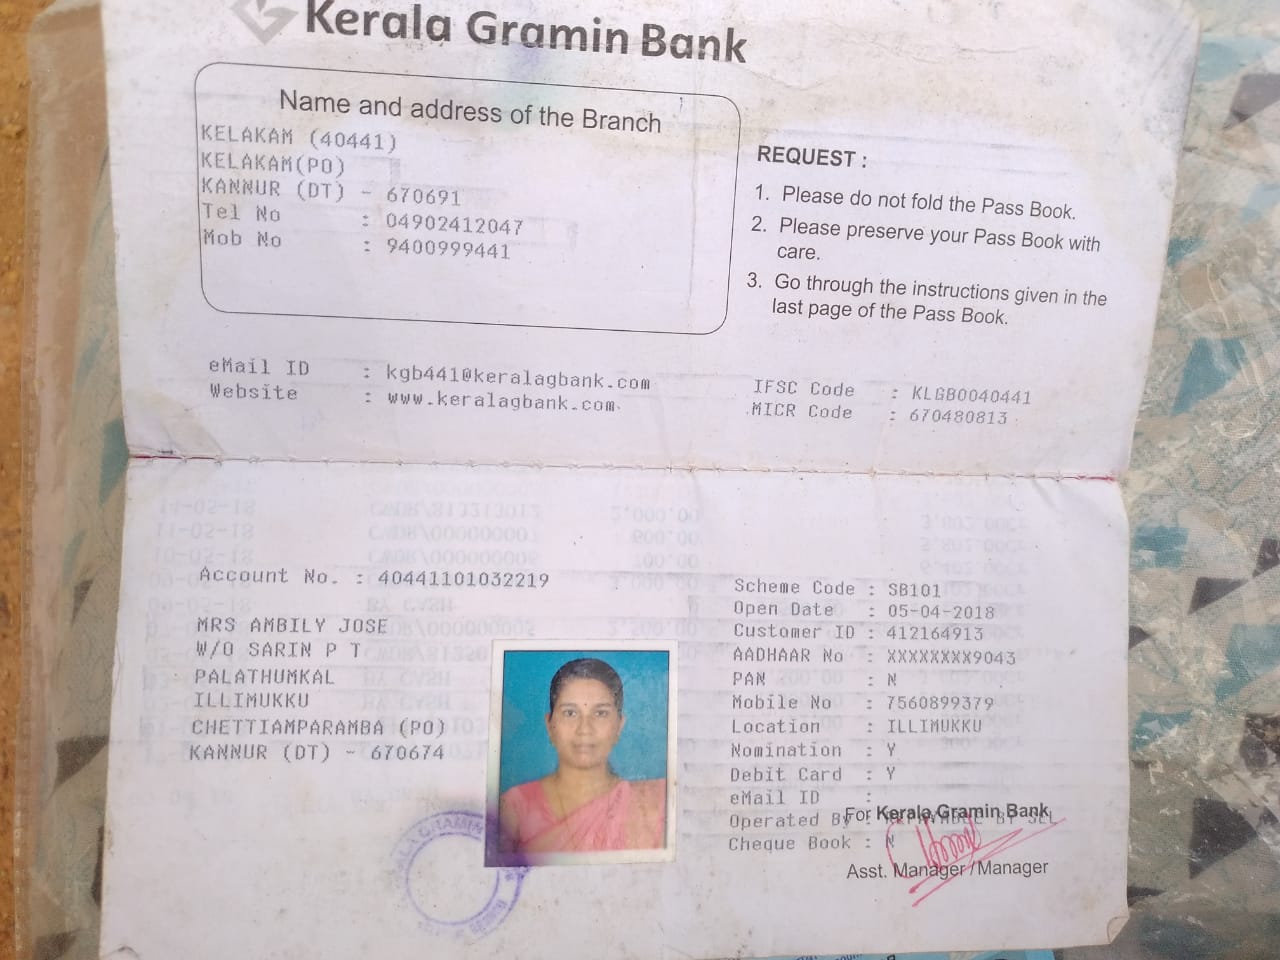 Kerala Gramin Bank
Name and address of the Branch
KELAKAM (40441)
KELAKAM(PO)
KANNUR (DT) - 670691
Tel No : 04902412047
Mob No : 9400999441
REQUEST :
1. Please do not fold the Pass Book.
2. Please preserve your Pass Book with
care.
3. Go through the instructions given in the
last page of the Pass Book.
eMail ID : kgb441@keralagbank.com
Website : www.keralagbank.com
IFSC Code : KLGB0040441
MICR Code : 670480813
Account No. : 40441101032219
MRS AMBILY JOSE
W/O SARIN P T
PALATHUMKAL
ILLIMUKKU
CHETTIAMPARAMBA (PO)
KANNUR (DT) - 670674
Scheme Code : SB101
Open Date : 05-04-2018
Customer ID : 412164913
AADHAAR No : XXXXXXXX9043
PAN : N
Mobile No : 7560899379
Location : ILLIMUKKU
Nomination : Y
Debit Card : Y
eMail ID :
Operated By :
Cheque Book : N
For Kerala Gramin Bank
Asst. Manager / Manager